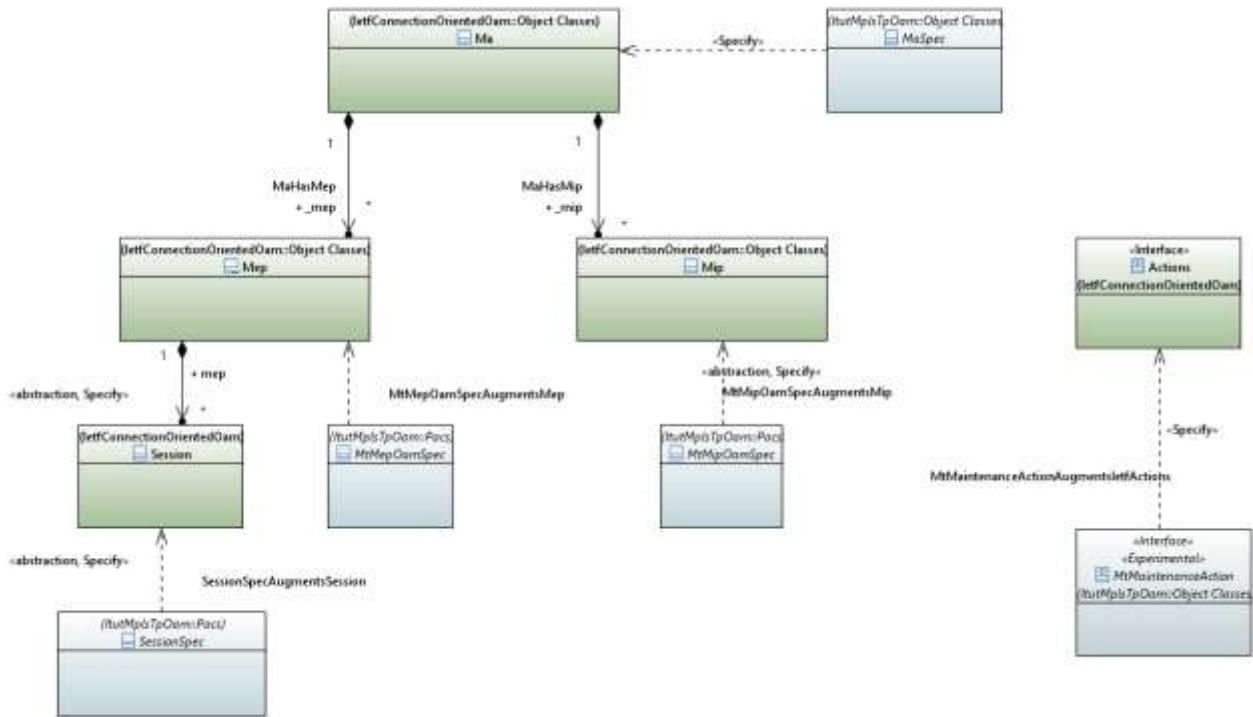 (IetfConnectionOrientedOam::Object Classes)
Ma
(ItutMplsTpOam::Object Classes
MaSpec
«Specify»
1
1
MaHasMep
+ _mep
*
MaHasMip
+ _mip
*
(IetfConnectionOrientedOam::Object Classes)
Mep
(IetfConnectionOrientedOam::Object Classes)
Mip
«Interface»
Actions
(IetfConnectionOrientedOam)
1
+ mep
*
«abstraction, Specify»
MtMepOamSpecAugmentsMep
«abstraction, Specify»
MtMipOamSpecAugmentsMip
(IetfConnectionOrientedOam)
Session
(ItutMplsTpOam::Pacs)
MtMepOamSpec
(ItutMplsTpOam::Pacs)
MtMipOamSpec
«Specify»
MtMaintenanceActionAugmentsIetfActions
«abstraction, Specify»
SessionSpecAugmentsSession
«Interface»
«Experimental»
MtMaintenanceAction
(ItutMplsTpOam::Object Classes)
(ItutMplsTpOam::Pacs)
SessionSpec